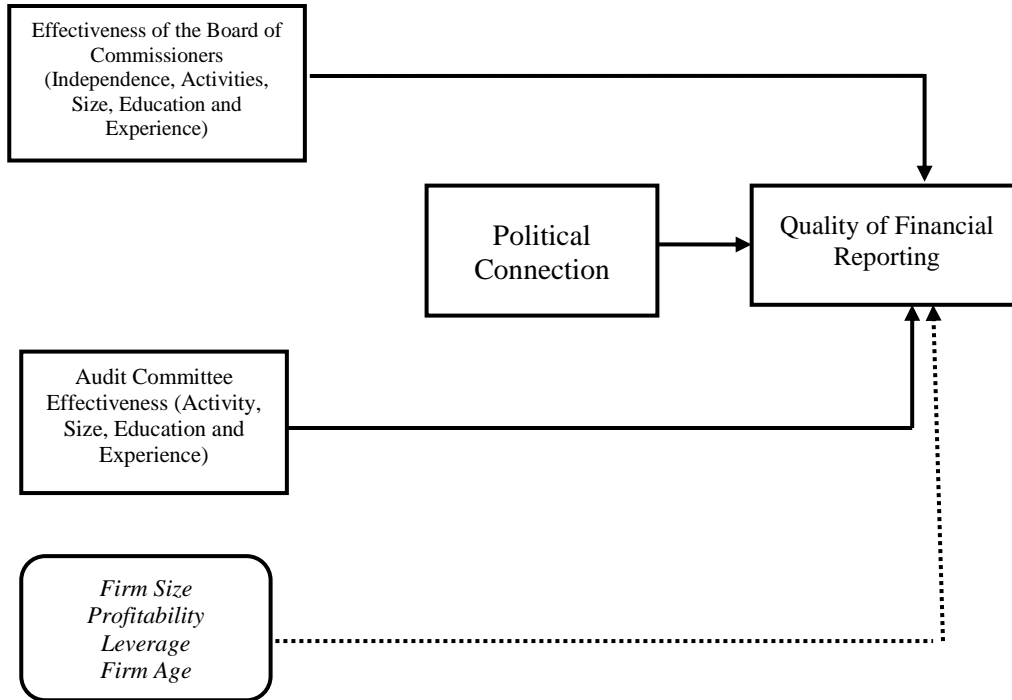 Effectiveness of the Board of
Commissioners
(Independence, Activities,
Size, Education and
Experience)
Political
Connection
Quality of Financial
Reporting
Audit Committee
Effectiveness (Activity,
Size, Education and
Experience)
Firm Size
Profitability
Leverage
Firm Age